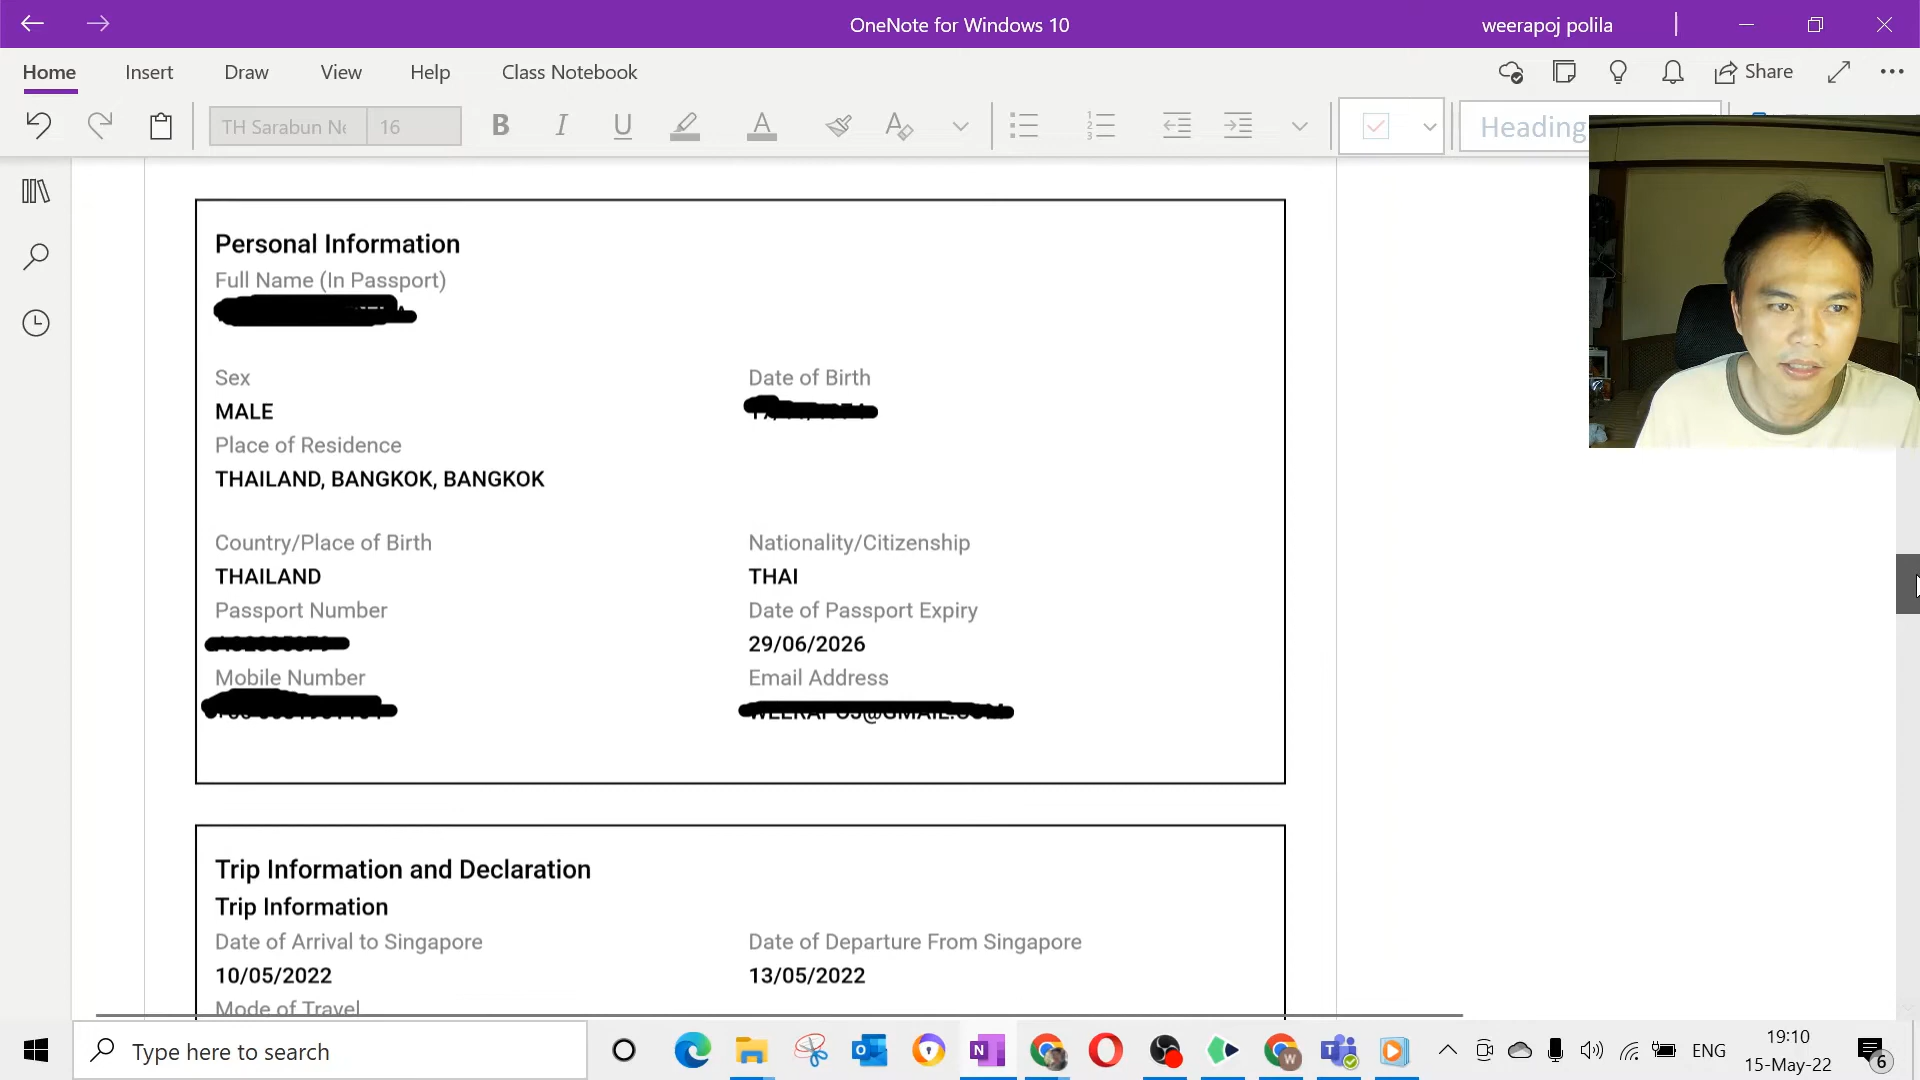 OneNote for Windows 10
weerapoj polila
Home Insert Draw View Help Class Notebook
Share
16
B I U A A
Heading
Personal Information
Full Name (In Passport)
Sex Date of Birth
MALE
Place of Residence
THAILAND, BANGKOK, BANGKOK
Country/Place of Birth Nationality/Citizenship
THAILAND THAI
Passport Number Date of Passport Expiry
29/06/2026
Mobile Number Email Address
Trip Information and Declaration
Trip Information
Date of Arrival to Singapore Date of Departure From Singapore
10/05/2022 13/05/2022
Mode of Travel
Type here to search
ENG
19:10
15-May-22
6